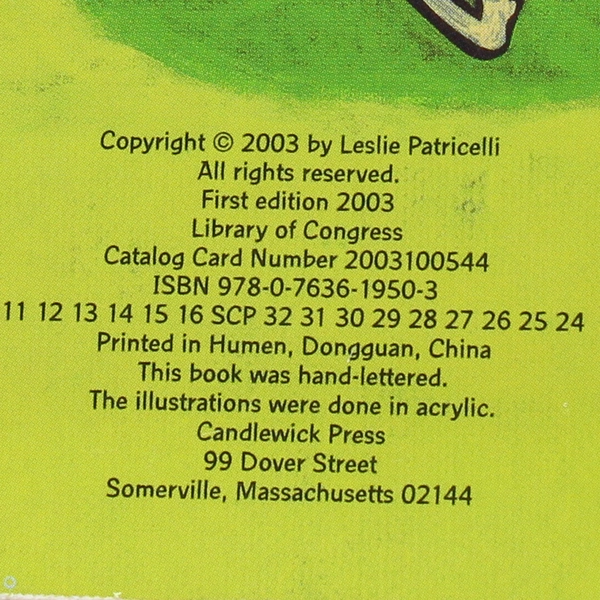 Copyright © 2003 by Leslie Patricelli
All rights reserved.
First edition 2003
Library of Congress
Catalog Card Number 2003100544
ISBN 978-0-7636-1950-3
11 12 13 14 15 16 SCP 32 31 30 29 28 27 26 25 24
Printed in Humen, Dongguan, China
This book was hand-lettered.
The illustrations were done in acrylic.
Candlewick Press
99 Dover Street
Somerville, Massachusetts 02144